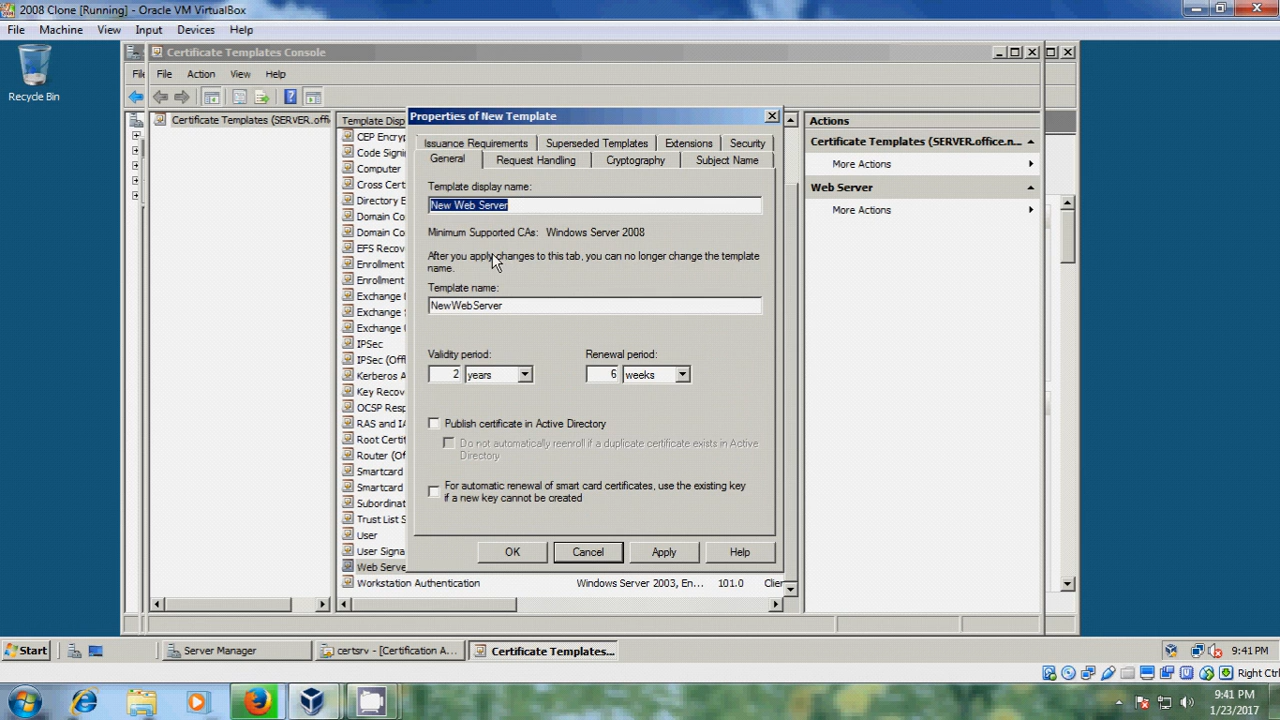 2008 Clone [Running] - Oracle VM VirtualBox
File Machine View Input Devices Help
Recycle Bin
Certificate Templates Console
File Action View Help
Certificate Templates (SERVER.offi
Template Disp
CEP Encryp
Code Signi
Computer
Cross Cert
Directory E
Domain Co
Domain Co
EFS Recov
Enrollment
Enrollment
Exchange
Exchange
Exchange
IPSec
IPSec (Offl
Kerberos A
Key Recov
OCSP Resp
RAS and IA
Root Certif
Router (Of
Smartcard
Smartcard
Subordinat
Trust List S
User
User Signa
Web Serve
Workstation Authentication Windows Server 2003, En... 101.0 Clier
Properties of New Template
Issuance Requirements Superseded Templates Extensions Security
General Request Handling Cryptography Subject Name
Template display name:
New Web Server
Minimum Supported CAs: Windows Server 2008
After you apply changes to this tab, you can no longer change the template
name.
Template name:
NewWebServer
Validity period: Renewal period:
2 years 6 weeks
Publish certificate in Active Directory
Do not automatically reenroll if a duplicate certificate exists in Active
Directory
For automatic renewal of smart card certificates, use the existing key
if a new key cannot be created
OK Cancel Apply Help
Actions
Certificate Templates (SERVER.office.n...
More Actions
Web Server
More Actions
Start Server Manager certsrv - [Certification A... Certificate Templates... 9:41 PM
Right Ctrl
9:41 PM
1/23/2017